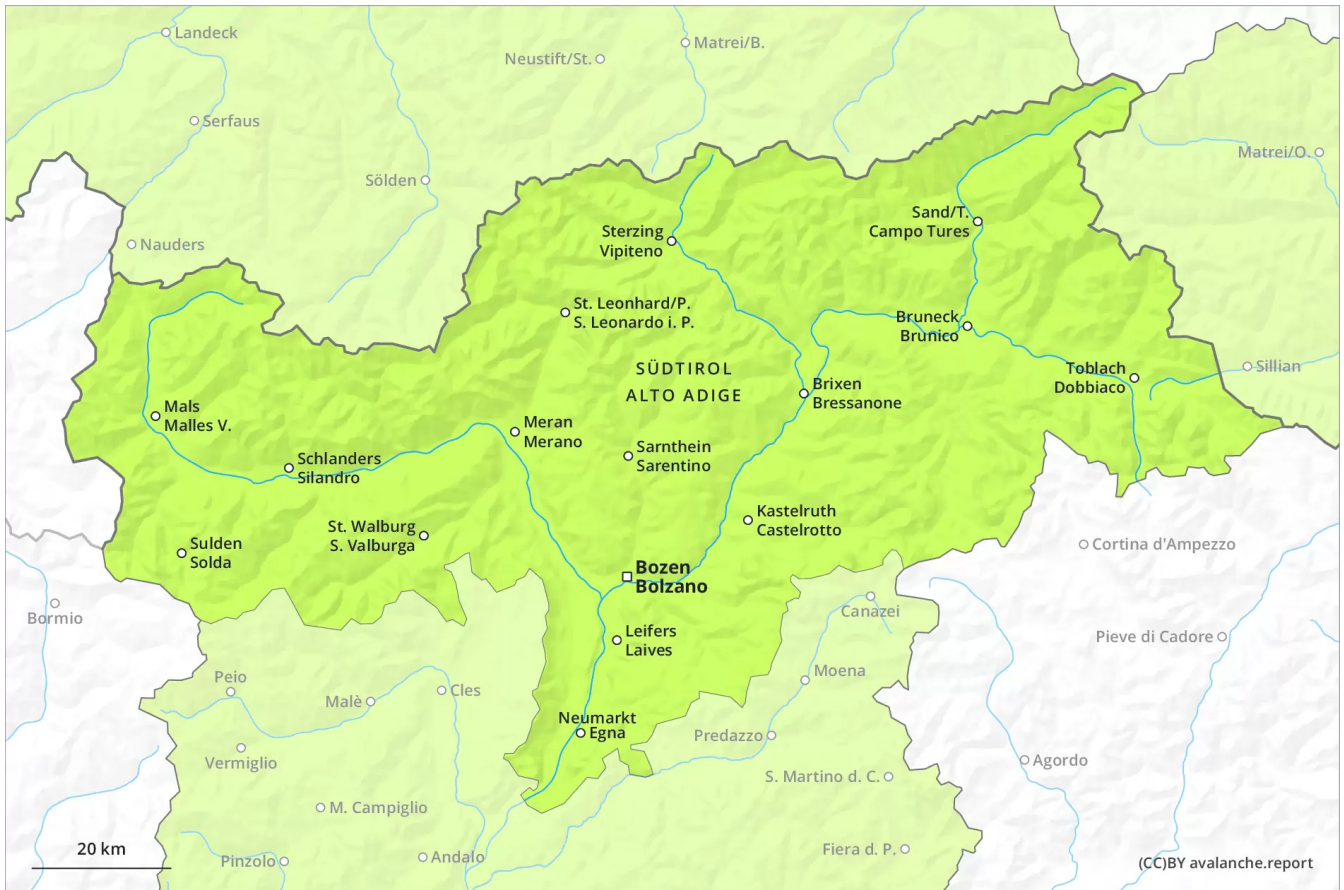 Landeck
Matrei/B.
Neustift/St.
Serfaus
Matrei/O.
Sölden
Nauders
Sand/T.
Campo Tures
Sterzing
Vipiteno
St. Leonhard/P.
S. Leonardo i. P.
Bruneck
Brunico
SÜDTIROL
ALTO ADIGE
Toblach
Dobbiaco
Sillian
Brixen
Bressanone
Mals
Malles V.
Meran
Merano
Schlanders
Silandro
Sarnthein
Sarentino
Kastelruth
Castelrotto
St. Walburg
S. Valburga
Sulden
Solda
Cortina d'Ampezzo
Bozen
Bolzano
Bormio
Canazei
Leifers
Laives
Pieve di Cadore
Peio
Malè
Cles
Moena
Neumarkt
Egna
Predazzo
Vermiglio
Agordo
S. Martino d. C.
M. Campiglio
20 km
Pinzolo
Andalo
Fiera d. P.
(CC)BY avalanche.report